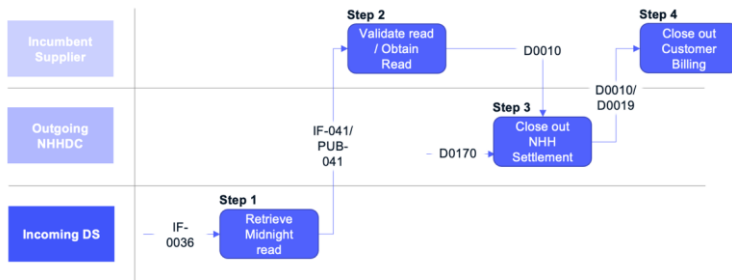 Step 2
Step 4
Incumbent
Supplier
Validate read
/ Obtain
Read
D0010
Close out
Customer
Billing
D0010/
D0019
Step 3
Outgoing
NHHDC
IF-041/
PUB-
041
D0170
Close out
NHH
Settlement
Step 1
Incoming DS
IF-
0036
Retrieve
Midnight
read